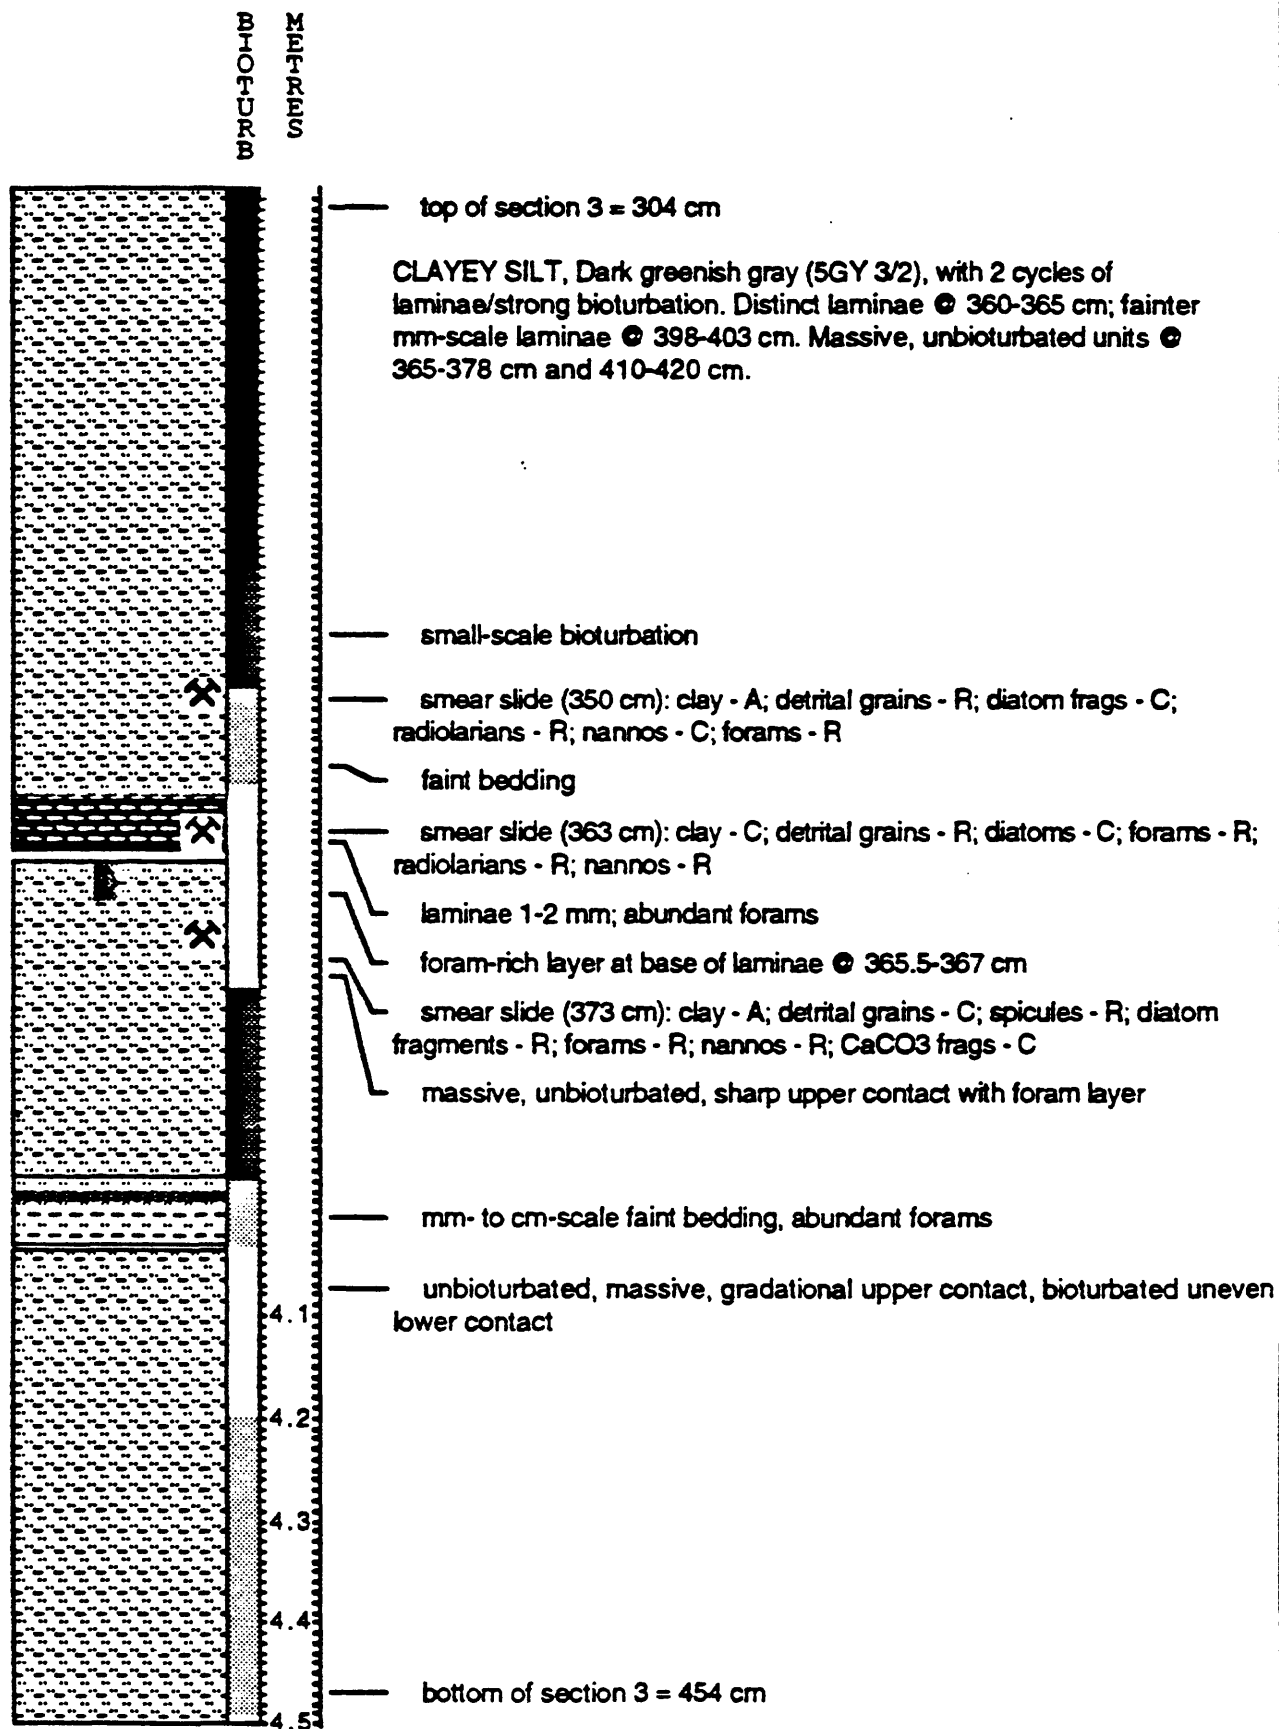 BIOTURB
METRES
top of section 3 = 304 cm
CLAYEY SILT, Dark greenish gray (5GY 3/2), with 2 cycles of
laminae/strong bioturbation. Distinct laminae @ 360-365 cm; fainter
mm-scale laminae @ 398-403 cm. Massive, unbioturbated units @
365-378 cm and 410-420 cm.
small-scale bioturbation
smear slide (350 cm): clay - A; detrital grains - R; diatom frags - C;
radiolarians - R; nannos - C; forams - R
faint bedding
smear slide (363 cm): clay - C; detrital grains - R; diatoms - C; forams - R;
radiolarians - R; nannos - R
laminae 1-2 mm; abundant forams
foram-rich layer at base of laminae @ 365.5-367 cm
smear slide (373 cm): clay - A; detrital grains - C; spicules - R; diatom
fragments - R; forams - R; nannos - R; CaCO3 frags - C
massive, unbioturbated, sharp upper contact with foram layer
mm- to cm-scale faint bedding, abundant forams
unbioturbated, massive, gradational upper contact, bioturbated uneven
lower contact
4.1
4.2
4.3
4.4
bottom of section 3 = 454 cm
4.5